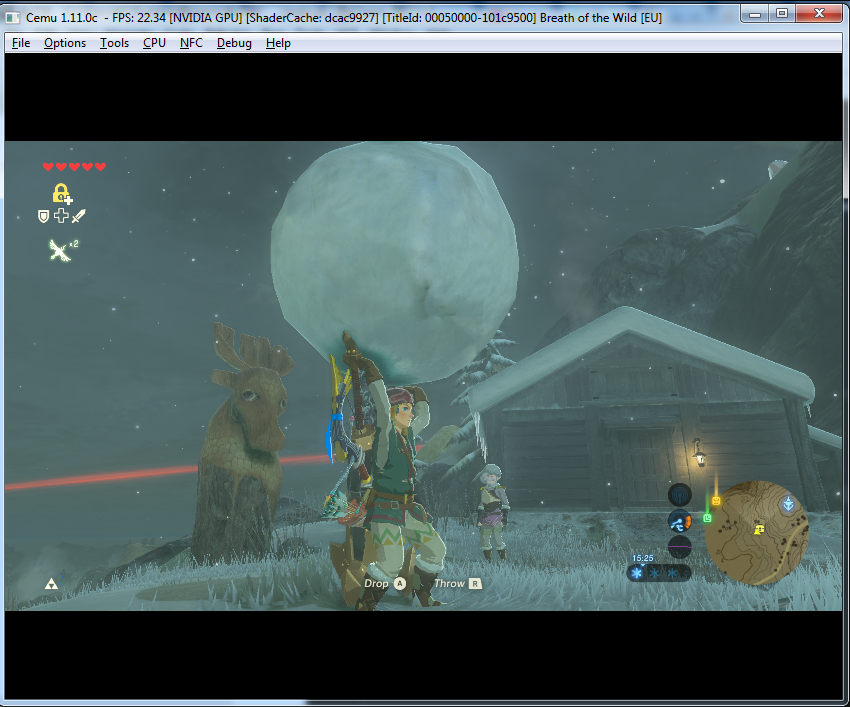 Cemu 1.11.0c - FPS: 22.34 [NVIDIA GPU] [ShaderCache: dcac9927] [TitleId: 00050000-101c9500] Breath of the Wild [EU]
File Options Tools CPU NFC Debug Help
x2
15:25
Drop A Throw R